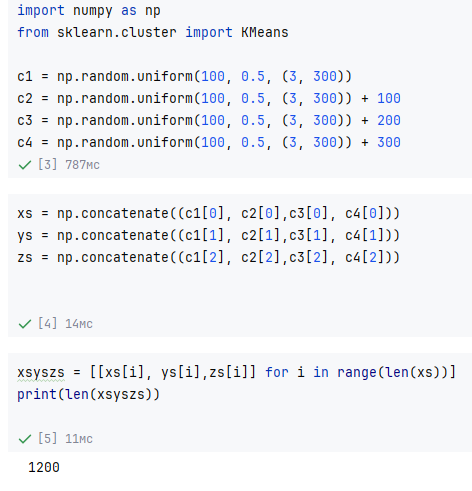 import numpy as np
from sklearn.cluster import KMeans
c1 = np.random.uniform(100, 0.5, (3, 300))
c2 = np.random.uniform(100, 0.5, (3, 300)) + 100
c3 = np.random.uniform(100, 0.5, (3, 300)) + 200
c4 = np.random.uniform(100, 0.5, (3, 300)) + 300
[3] 787мс
xs = np.concatenate((c1[0], c2[0],c3[0], c4[0]))
ys = np.concatenate((c1[1], c2[1],c3[1], c4[1]))
zs = np.concatenate((c1[2], c2[2],c3[2], c4[2]))
[4] 14мс
xsyszs = [[xs[i], ys[i],zs[i]] for i in range(len(xs))]
print(len(xsyszs))
[5] 11мс
1200